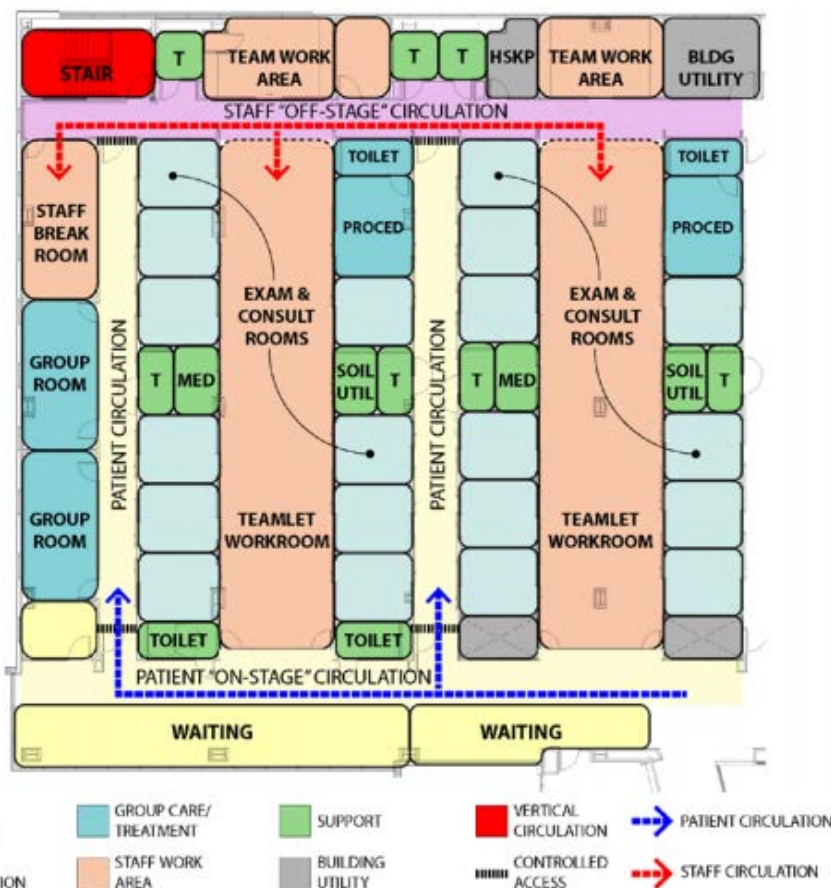 STAIR
T
TEAM WORK
AREA
T
T
HSKP
TEAM WORK
AREA
BLDG
UTILITY
STAFF "OFF-STAGE" CIRCULATION
STAFF
BREAK
ROOM
TOILET
PROCED
TOILET
PROCED
EXAM &
CONSULT
ROOMS
EXAM &
CONSULT
ROOMS
GROUP
ROOM
PATIENT CIRCULATION
T
MED
SOIL
UTIL
T
PATIENT CIRCULATION
T
MED
SOIL
UTIL
T
GROUP
ROOM
TEAMLET
WORKROOM
TEAMLET
WORKROOM
TOILET
TOILET
PATIENT "ON-STAGE" CIRCULATION
WAITING
WAITING
GROUP CARE/
TREATMENT
SUPPORT
VERTICAL
CIRCULATION
PATIENT CIRCULATION
STAFF WORK
AREA
BUILDING
UTILITY
CONTROLLED
ACCESS
STAFF CIRCULATION